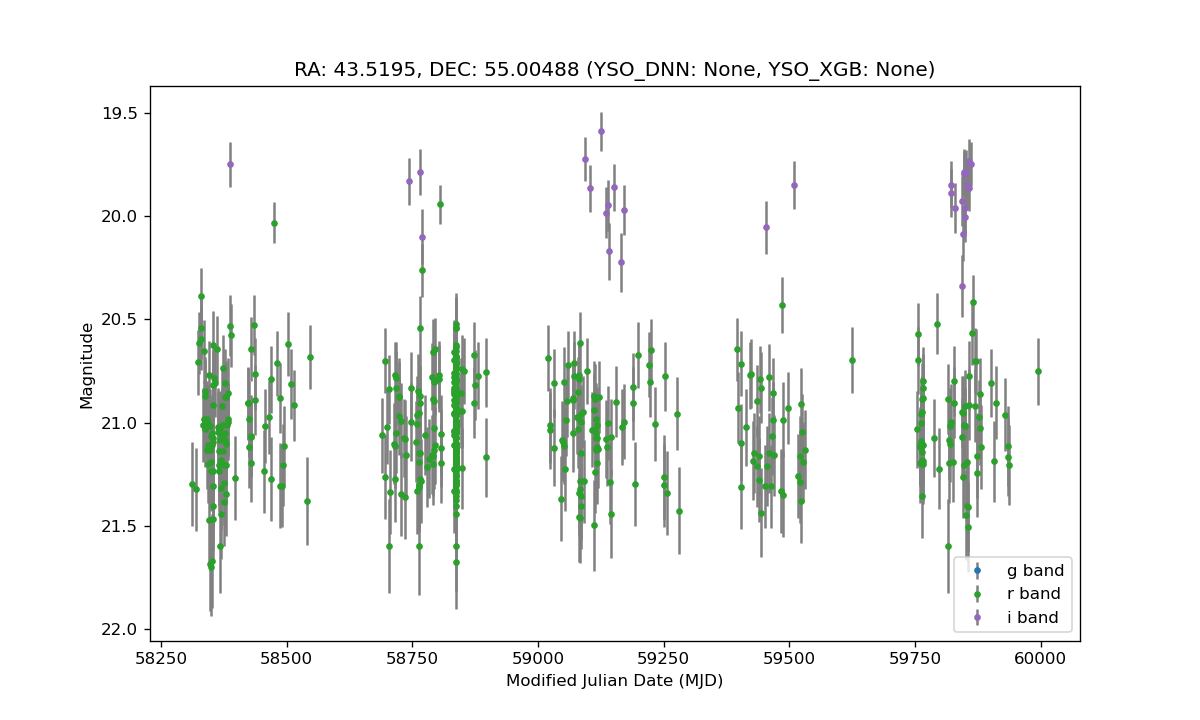 RA: 43.5195, DEC: 55.00488 (YSO_DNN: None, YSO_XGB: None)
19.5
20.0
20.5
21.0
21.5
22.0
Magnitude
g band
r band
i band
58250 58500 58750 59000 59250 59500 59750 60000
Modified Julian Date (MJD)